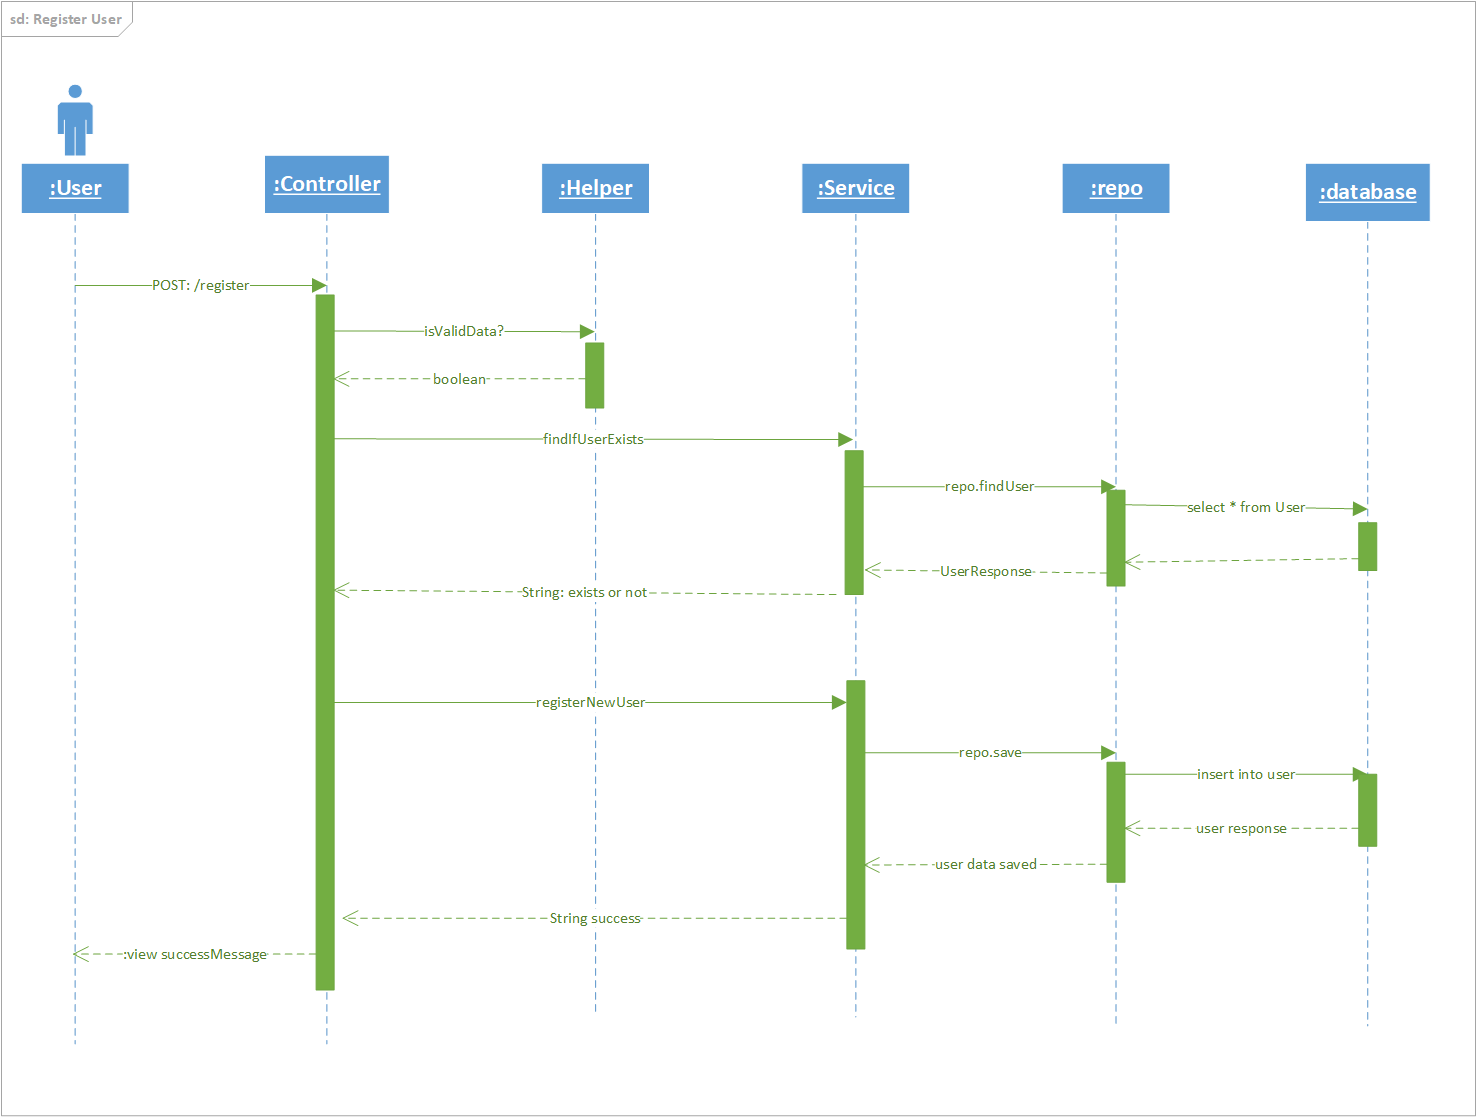 sd: Register User
:User
:Controller
:Helper
:Service
:repo
:database
POST: /register
isValidData?
boolean
findIfUserExists
repo.findUser
select * from User
UserResponse
String: exists or not
registerNewUser
repo.save
insert into user
user response
user data saved
String success
:view successMessage